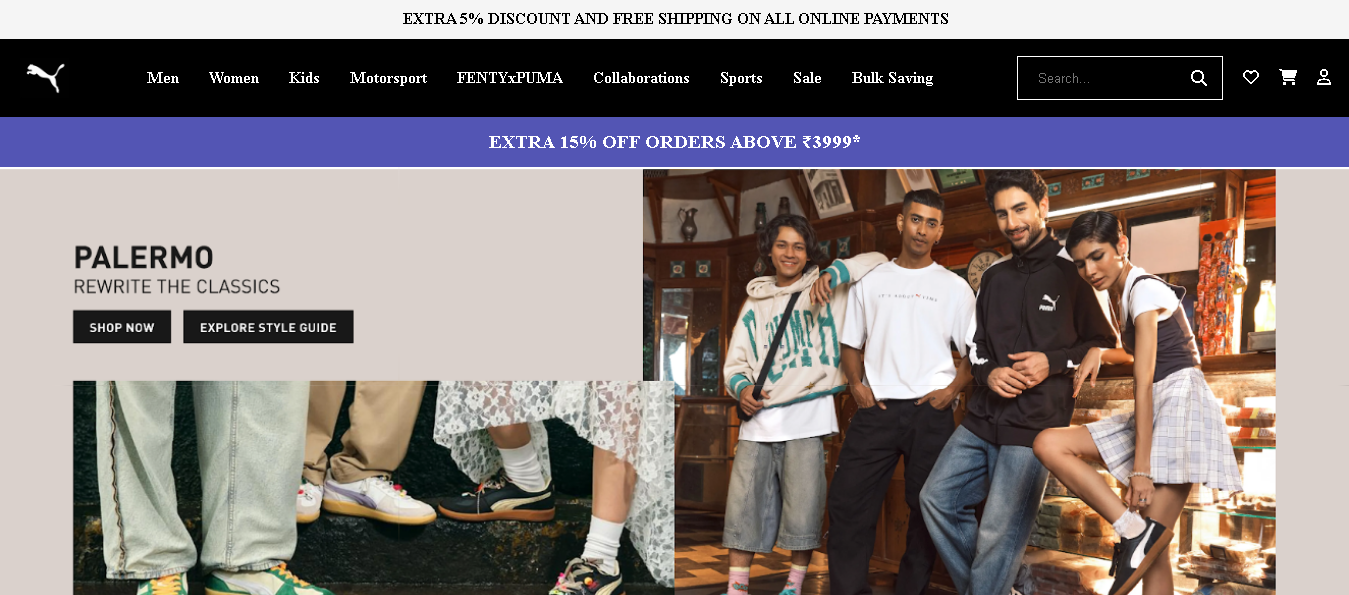 EXTRA 5% DISCOUNT AND FREE SHIPPING ON ALL ONLINE PAYMENTS
Men Women Kids Motorsport FENTYxPUMA Collaborations Sports Sale Bulk Saving Search...
EXTRA 15% OFF ORDERS ABOVE ₹3999*
PALERMO
REWRITE THE CLASSICS
SHOP NOW EXPLORE STYLE GUIDE
PUMA